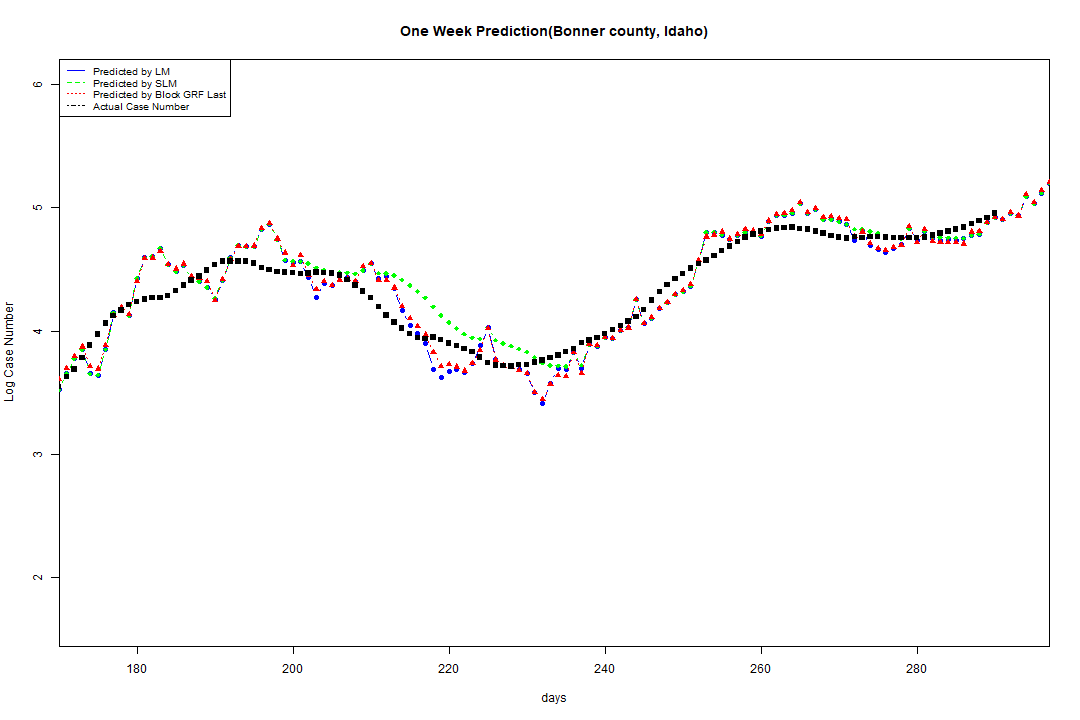 One Week Prediction(Bonner county, Idaho)
Predicted by LM
Predicted by SLM
Predicted by Block GRF Last
Actual Case Number
6
5
4
3
2
Log Case Number
180 200 220 240 260 280
days